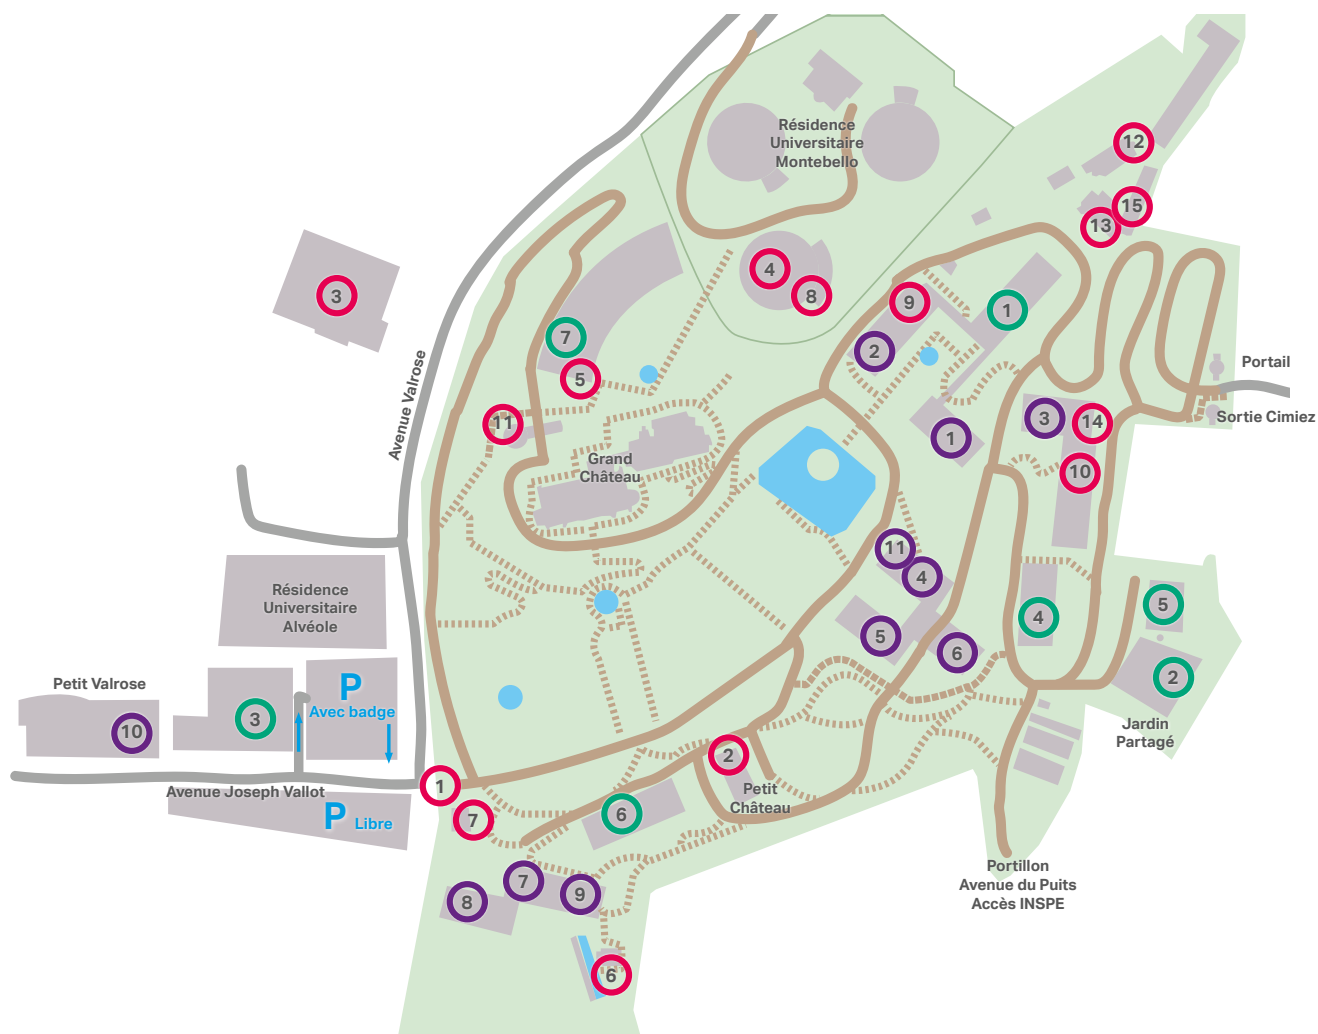 Résidence
Universitaire
Montebello
12
15
13
4
8
3
9
1
7
2
5
Avenue Valrose
Portail
11
3
14
Sortie Cimiez
1
Grand
Château
10
11
4
Résidence
Universitaire
Alvéole
5
4
5
6
Petit Valrose
P
Avec badge
2
3
10
Jardin
Partagé
2
1
Avenue Joseph Vallot
Petit
Château
P Libre
7
6
Portillon
Avenue du Puits
Accès INSPE
7
9
8
6